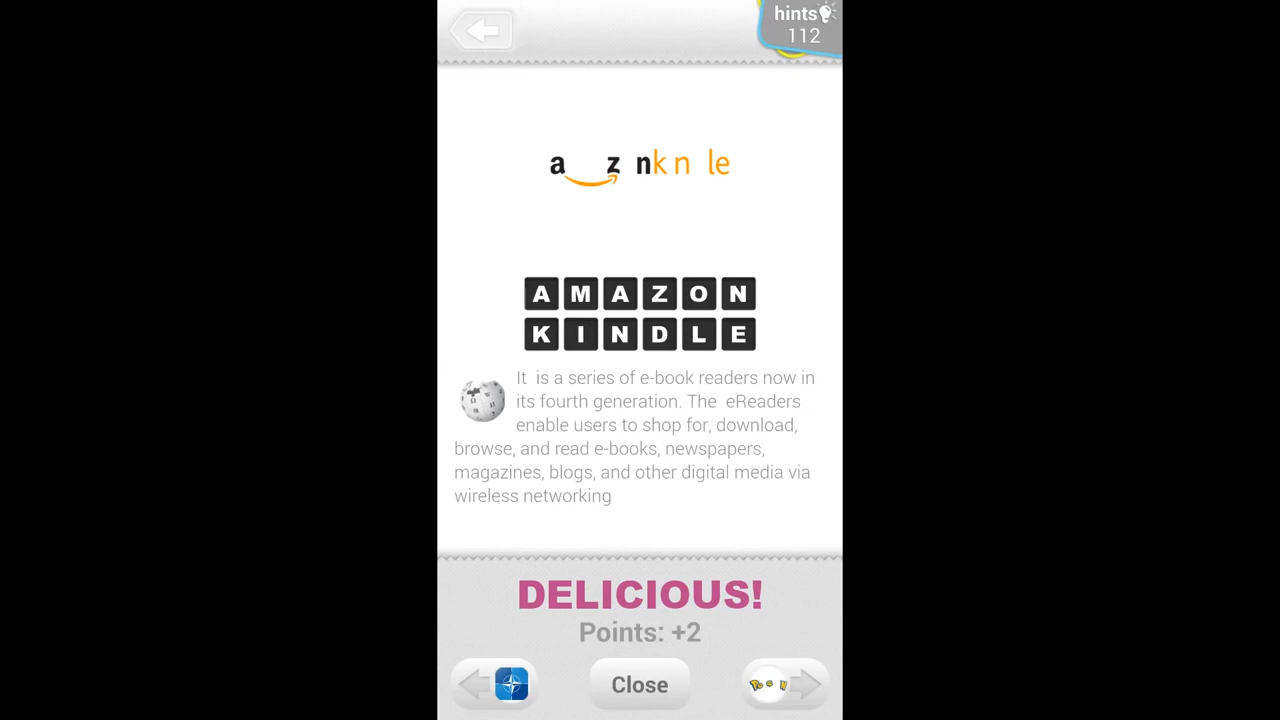 hints
112
a z nkn le
AMAZON
KINDLE
It is a series of e-book readers now in
its fourth generation. The eReaders
enable users to shop for, download,
browse, and read e-books, newspapers,
magazines, blogs, and other digital media via
wireless networking
DELICIOUS!
Points: +2
Close